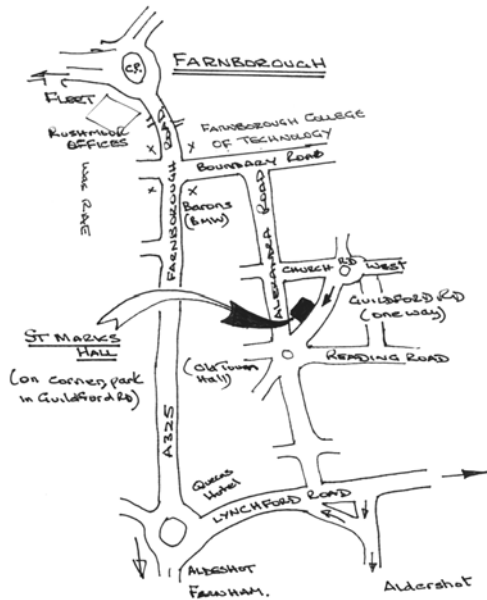 FARNBOROUGH
C.P.
FLEET
RUSHMOOR
OFFICES
FARNBOROUGH COLLEGE
OF TECHNOLOGY
BOUNDARY ROAD
FARNBOROUGH ROAD
Barons
(BMW)
ALEXANDRA ROAD
CHURCH RD WEST
GUILDFORD RD
(ONE WAY)
ST MARKS
HALL
(on corner, park
in Guildford Rd)
(Old Town
Hall)
READING ROAD
A325
Queens
Hotel
LYNCHFORD ROAD
ALDESHOT
FARNHAM.
Aldershot